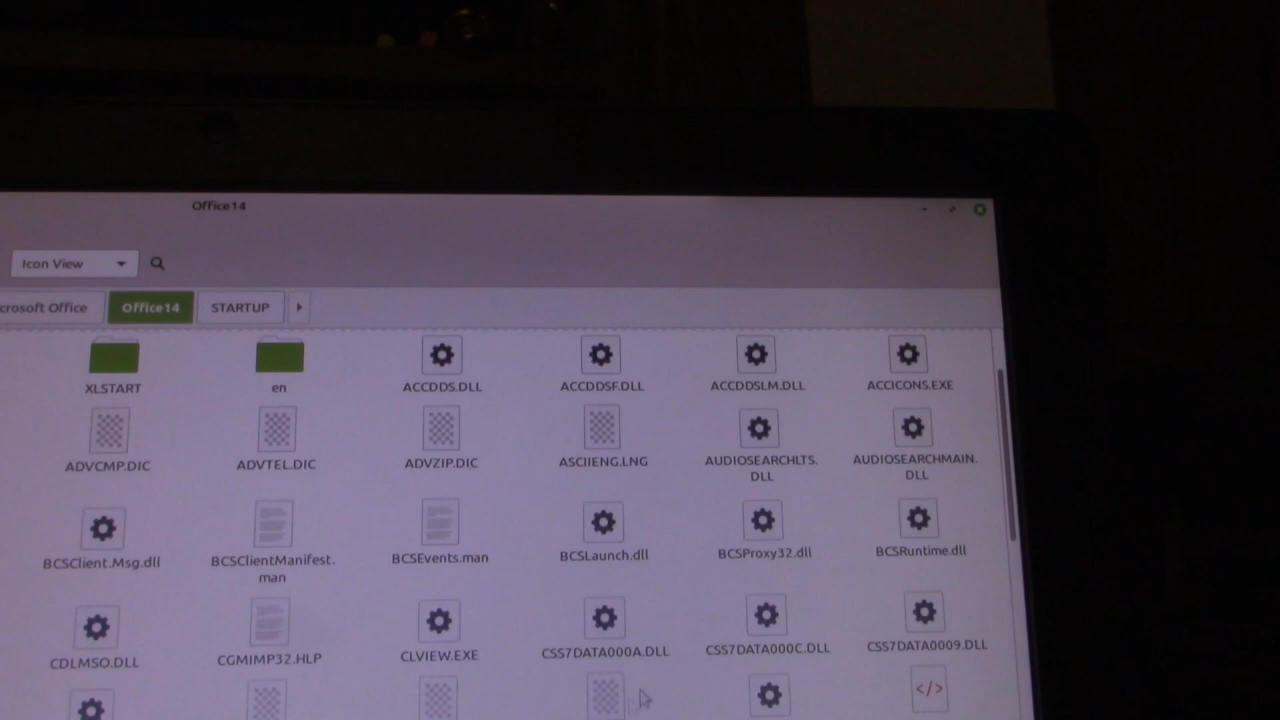 Office14
Icon View
crosoft Office
Office14
STARTUP
XLSTART
en
ACCDDS.DLL
ACCDDSF.DLL
ACCDDSLM.DLL
ACCICONS.EXE
ADVCMP.DIC
ADVTEL.DIC
ADVZIP.DIC
ASCIIENG.LNG
AUDIOSEARCHLTS.
DLL
AUDIOSEARCHMAIN.
DLL
BCSClient.Msg.dll
BCSClientManifest.
man
BCSEvents.man
BCSLaunch.dll
BCSProxy32.dll
BCSRuntime.dll
CDLMSO.DLL
CGMIMP32.HLP
CLVIEW.EXE
CSS7DATA000A.DLL
CSS7DATA000C.DLL
CSS7DATA0009.DLL